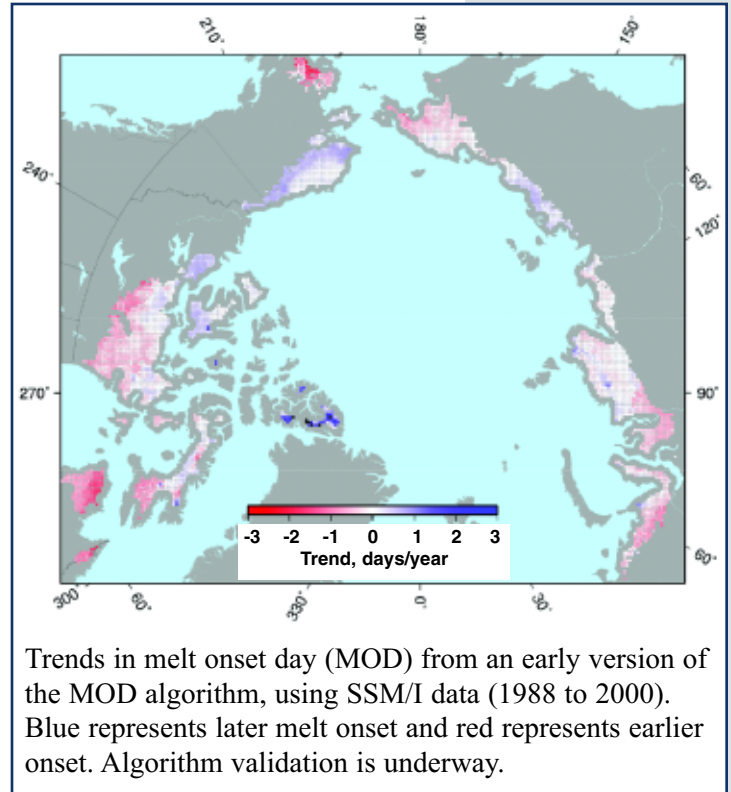 210°
180°
150°
240°
60°
120°
270°
90°
-3 -2 -1 0 1 2 3
Trend, days/year
300°
60°
330°
0°
30°
60°
Trends in melt onset day (MOD) from an early version of
the MOD algorithm, using SSM/I data (1988 to 2000).
Blue represents later melt onset and red represents earlier
onset. Algorithm validation is underway.